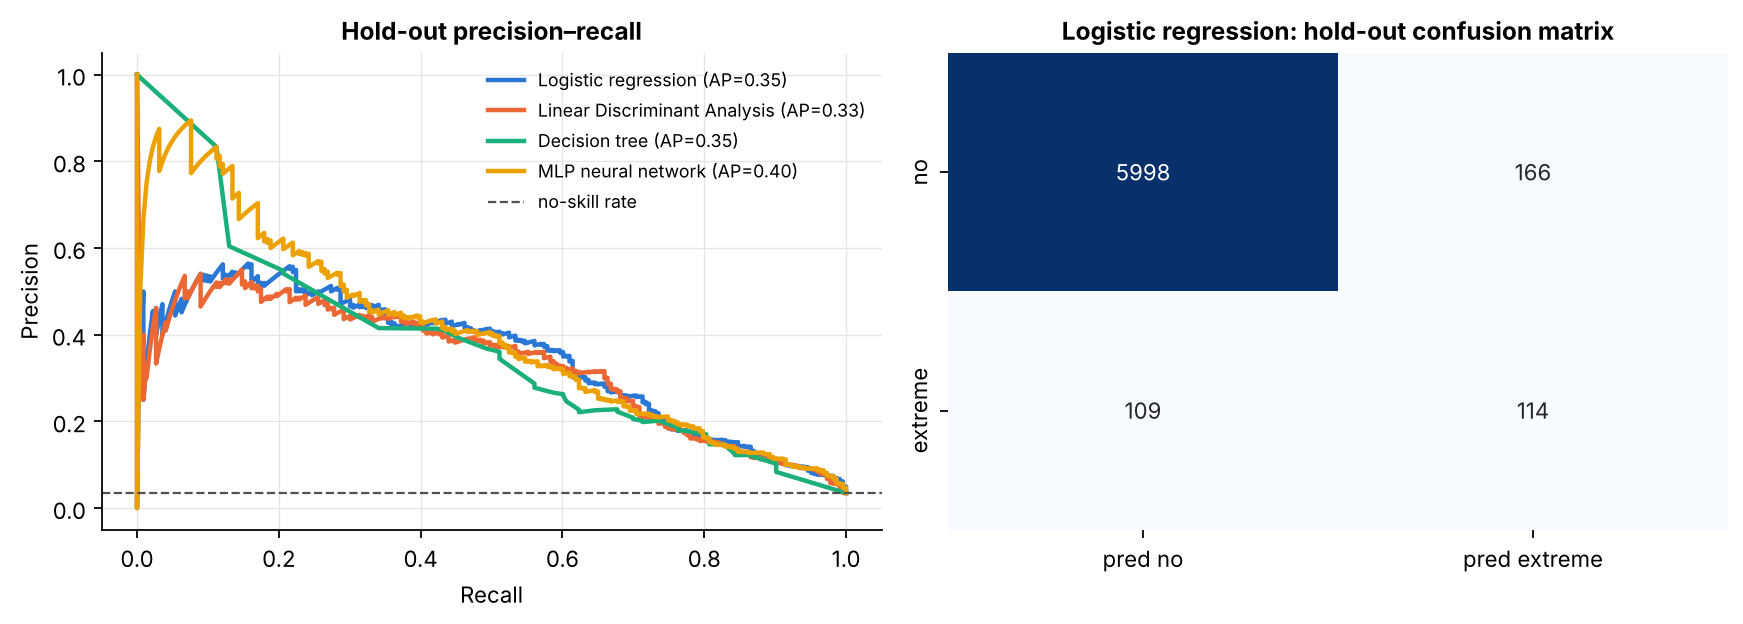 Hold-out precision–recall
Logistic regression (AP=0.35)
Linear Discriminant Analysis (AP=0.33)
Decision tree (AP=0.35)
MLP neural network (AP=0.40)
no-skill rate
Precision
1.0
0.8
0.6
0.4
0.2
0.0
0.0 0.2 0.4 0.6 0.8 1.0
Recall
Logistic regression: hold-out confusion matrix
no
5998 166
extreme
109 114
pred no pred extreme